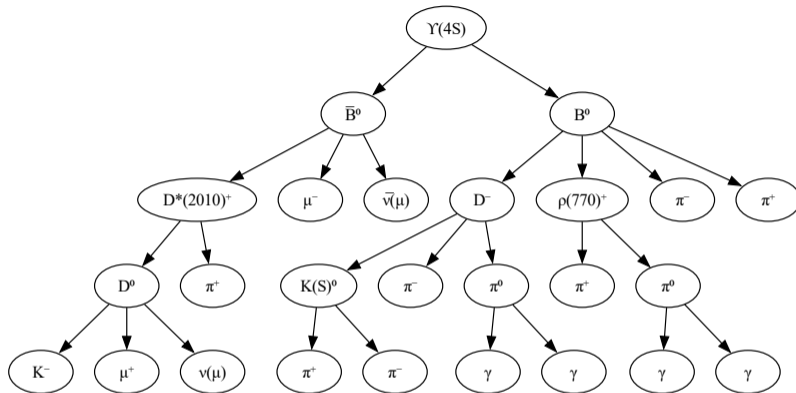 ϒ(4S)
B̅⁰ B⁰
D*(2010)⁺ μ⁻ ν̅(μ) D⁻ ρ(770)⁺ π⁻ π⁺
D⁰ π⁺ K(S)⁰ π⁻ π⁰ π⁺ π⁰
K⁻ μ⁺ ν(μ) π⁺ π⁻ γ γ γ γ